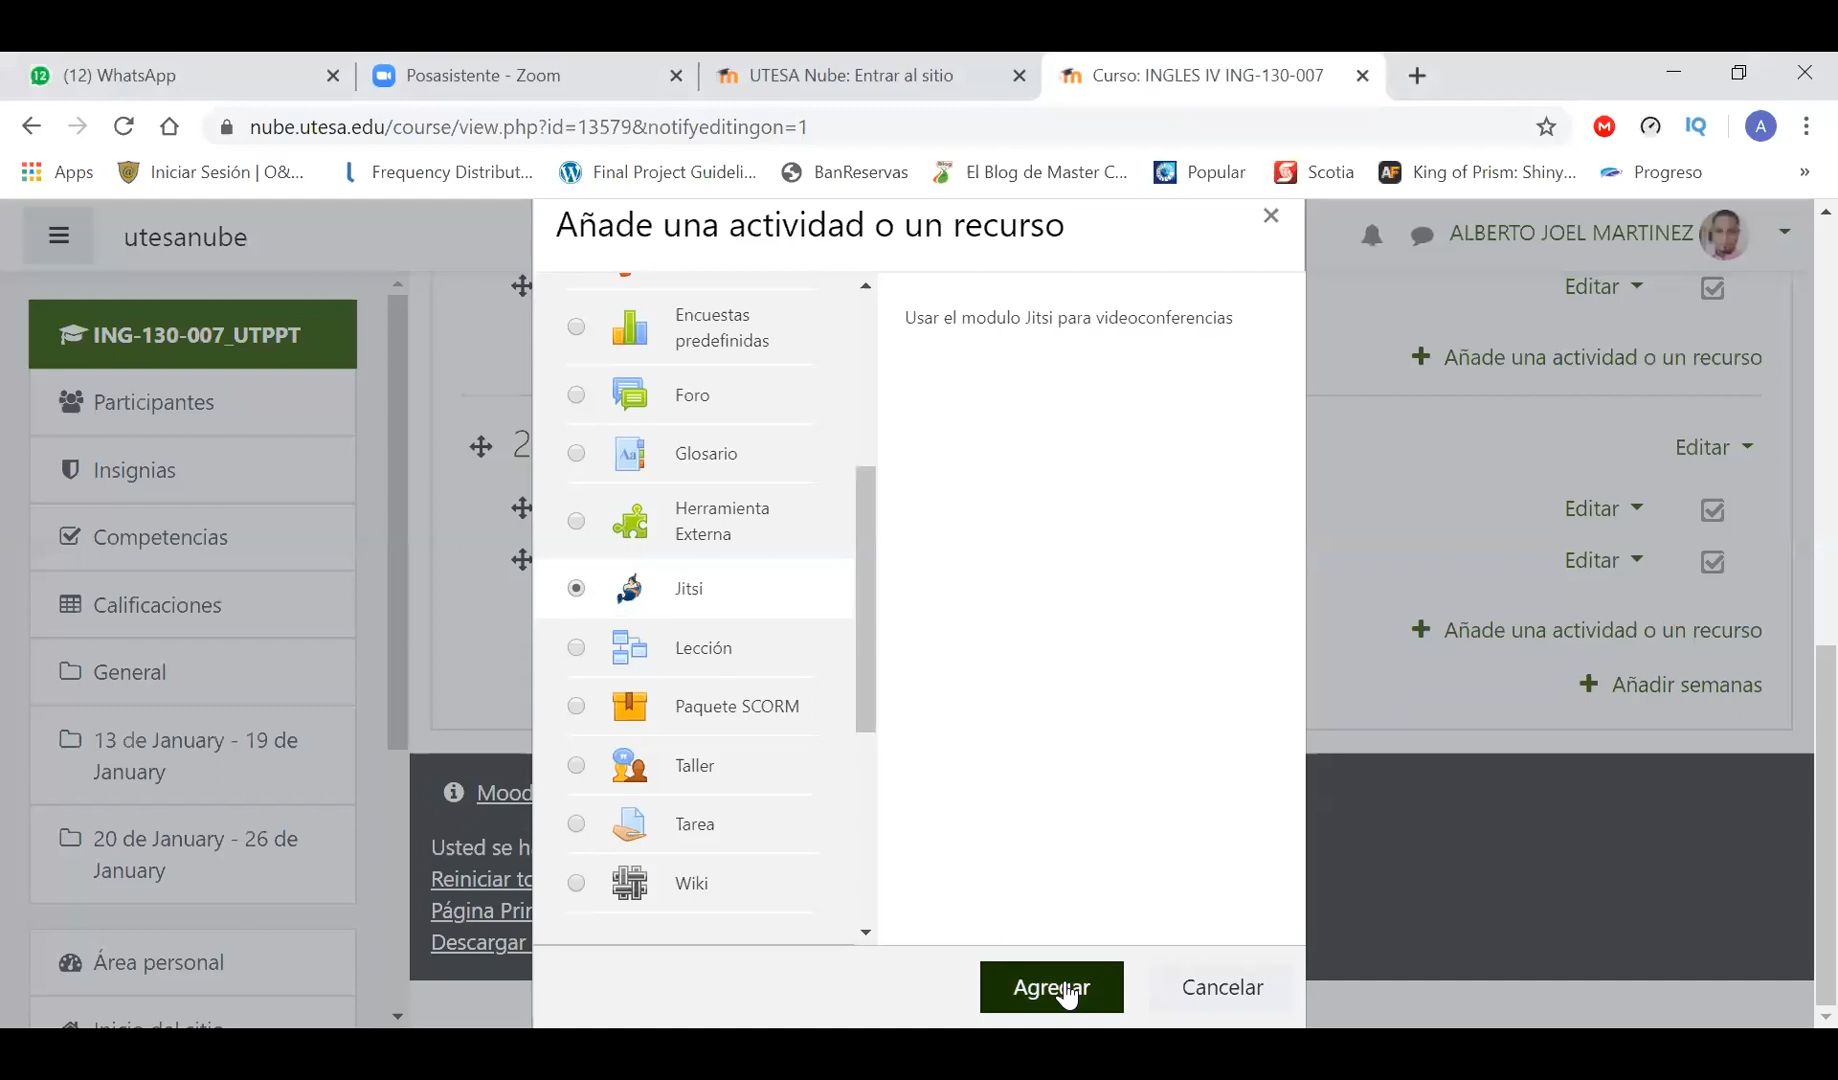 (12) WhatsApp
Posasistente - Zoom
UTESA Nube: Entrar al sitio
Curso: INGLES IV ING-130-007
nube.utesa.edu/course/view.php?id=13579&notifyeditingon=1
Apps
Iniciar Sesión | O&...
Frequency Distribut...
Final Project Guideli...
BanReservas
El Blog de Master C...
Popular
Scotia
King of Prism: Shiny...
Progreso
»
utesanube
Añade una actividad o un recurso
ALBERTO JOEL MARTINEZ
ING-130-007_UTPPT
Participantes
Insignias
Competencias
Calificaciones
General
13 de January - 19 de
January
20 de January - 26 de
January
Área personal
Inicio del sitio
Encuestas
predefinidas
Foro
Glosario
Herramienta
Externa
Jitsi
Lección
Paquete SCORM
Taller
Tarea
Wiki
Usar el modulo Jitsi para videoconferencias
Agregar
Cancelar
Editar
Añade una actividad o un recurso
2
Editar
Editar
Editar
Añade una actividad o un recurso
Añadir semanas
Mood
Usted se h
Reiniciar to
Página Prin
Descargar